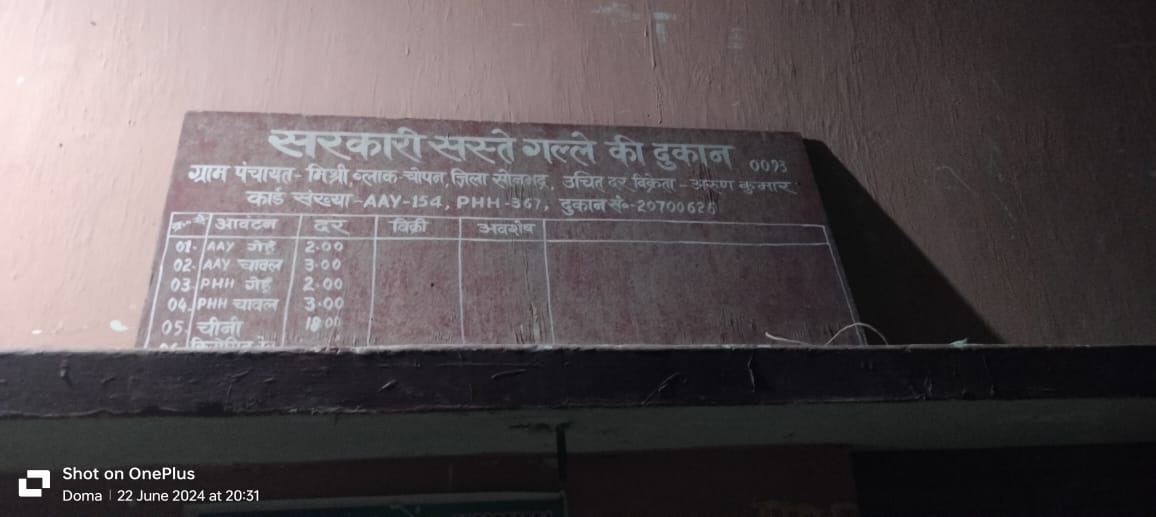 सरकारी सस्ते गल्ले की दुकान 0093
ग्राम पंचायत- मिश्री ब्लाक-चोपन, ज़िला सोनभद्र, उचित दर विक्रेता - अरुण कुमार
कार्ड संख्या-AAY-154, PHH-367, दुकान सं०-20700626
क्र० सं० आवंटन दर बिक्री अवशेष
01- AAY गेहूँ 2.00
02- AAY चावल 3.00
03- PHH गेहूँ 2.00
04- PHH चावल 3.00
05- चीनी 18.00
Shot on OnePlus
Doma | 22 June 2024 at 20:31